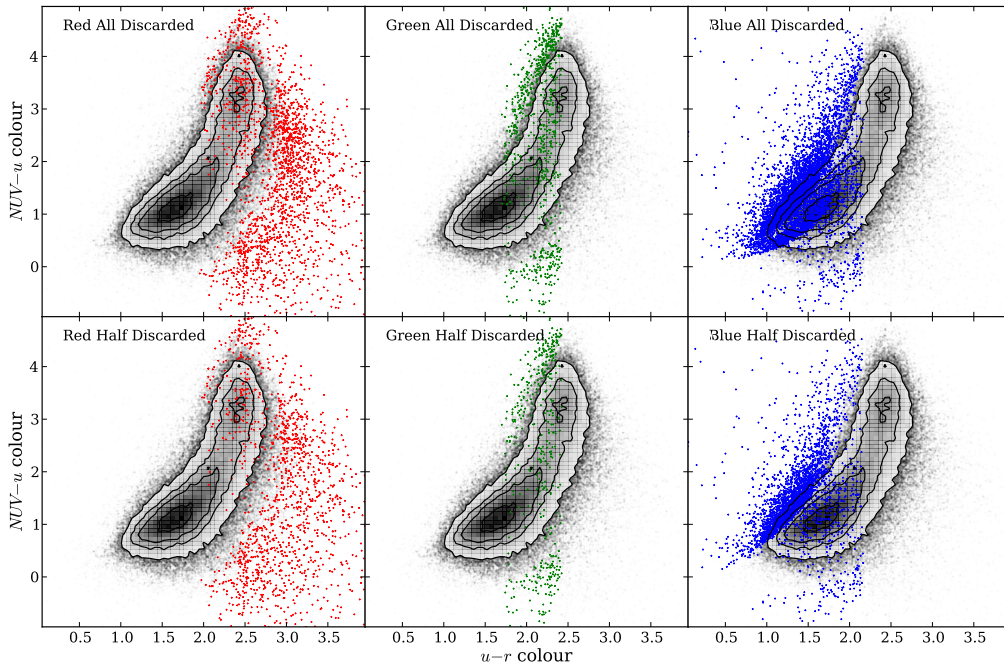 Red All Discarded
Green All Discarded
Blue All Discarded
4
3
2
1
0
NUV−u colour
Red Half Discarded
Green Half Discarded
Blue Half Discarded
4
3
2
1
0
NUV−u colour
0.5 1.0 1.5 2.0 2.5 3.0 3.5
0.5 1.0 1.5 2.0 2.5 3.0 3.5
0.5 1.0 1.5 2.0 2.5 3.0 3.5
u−r colour